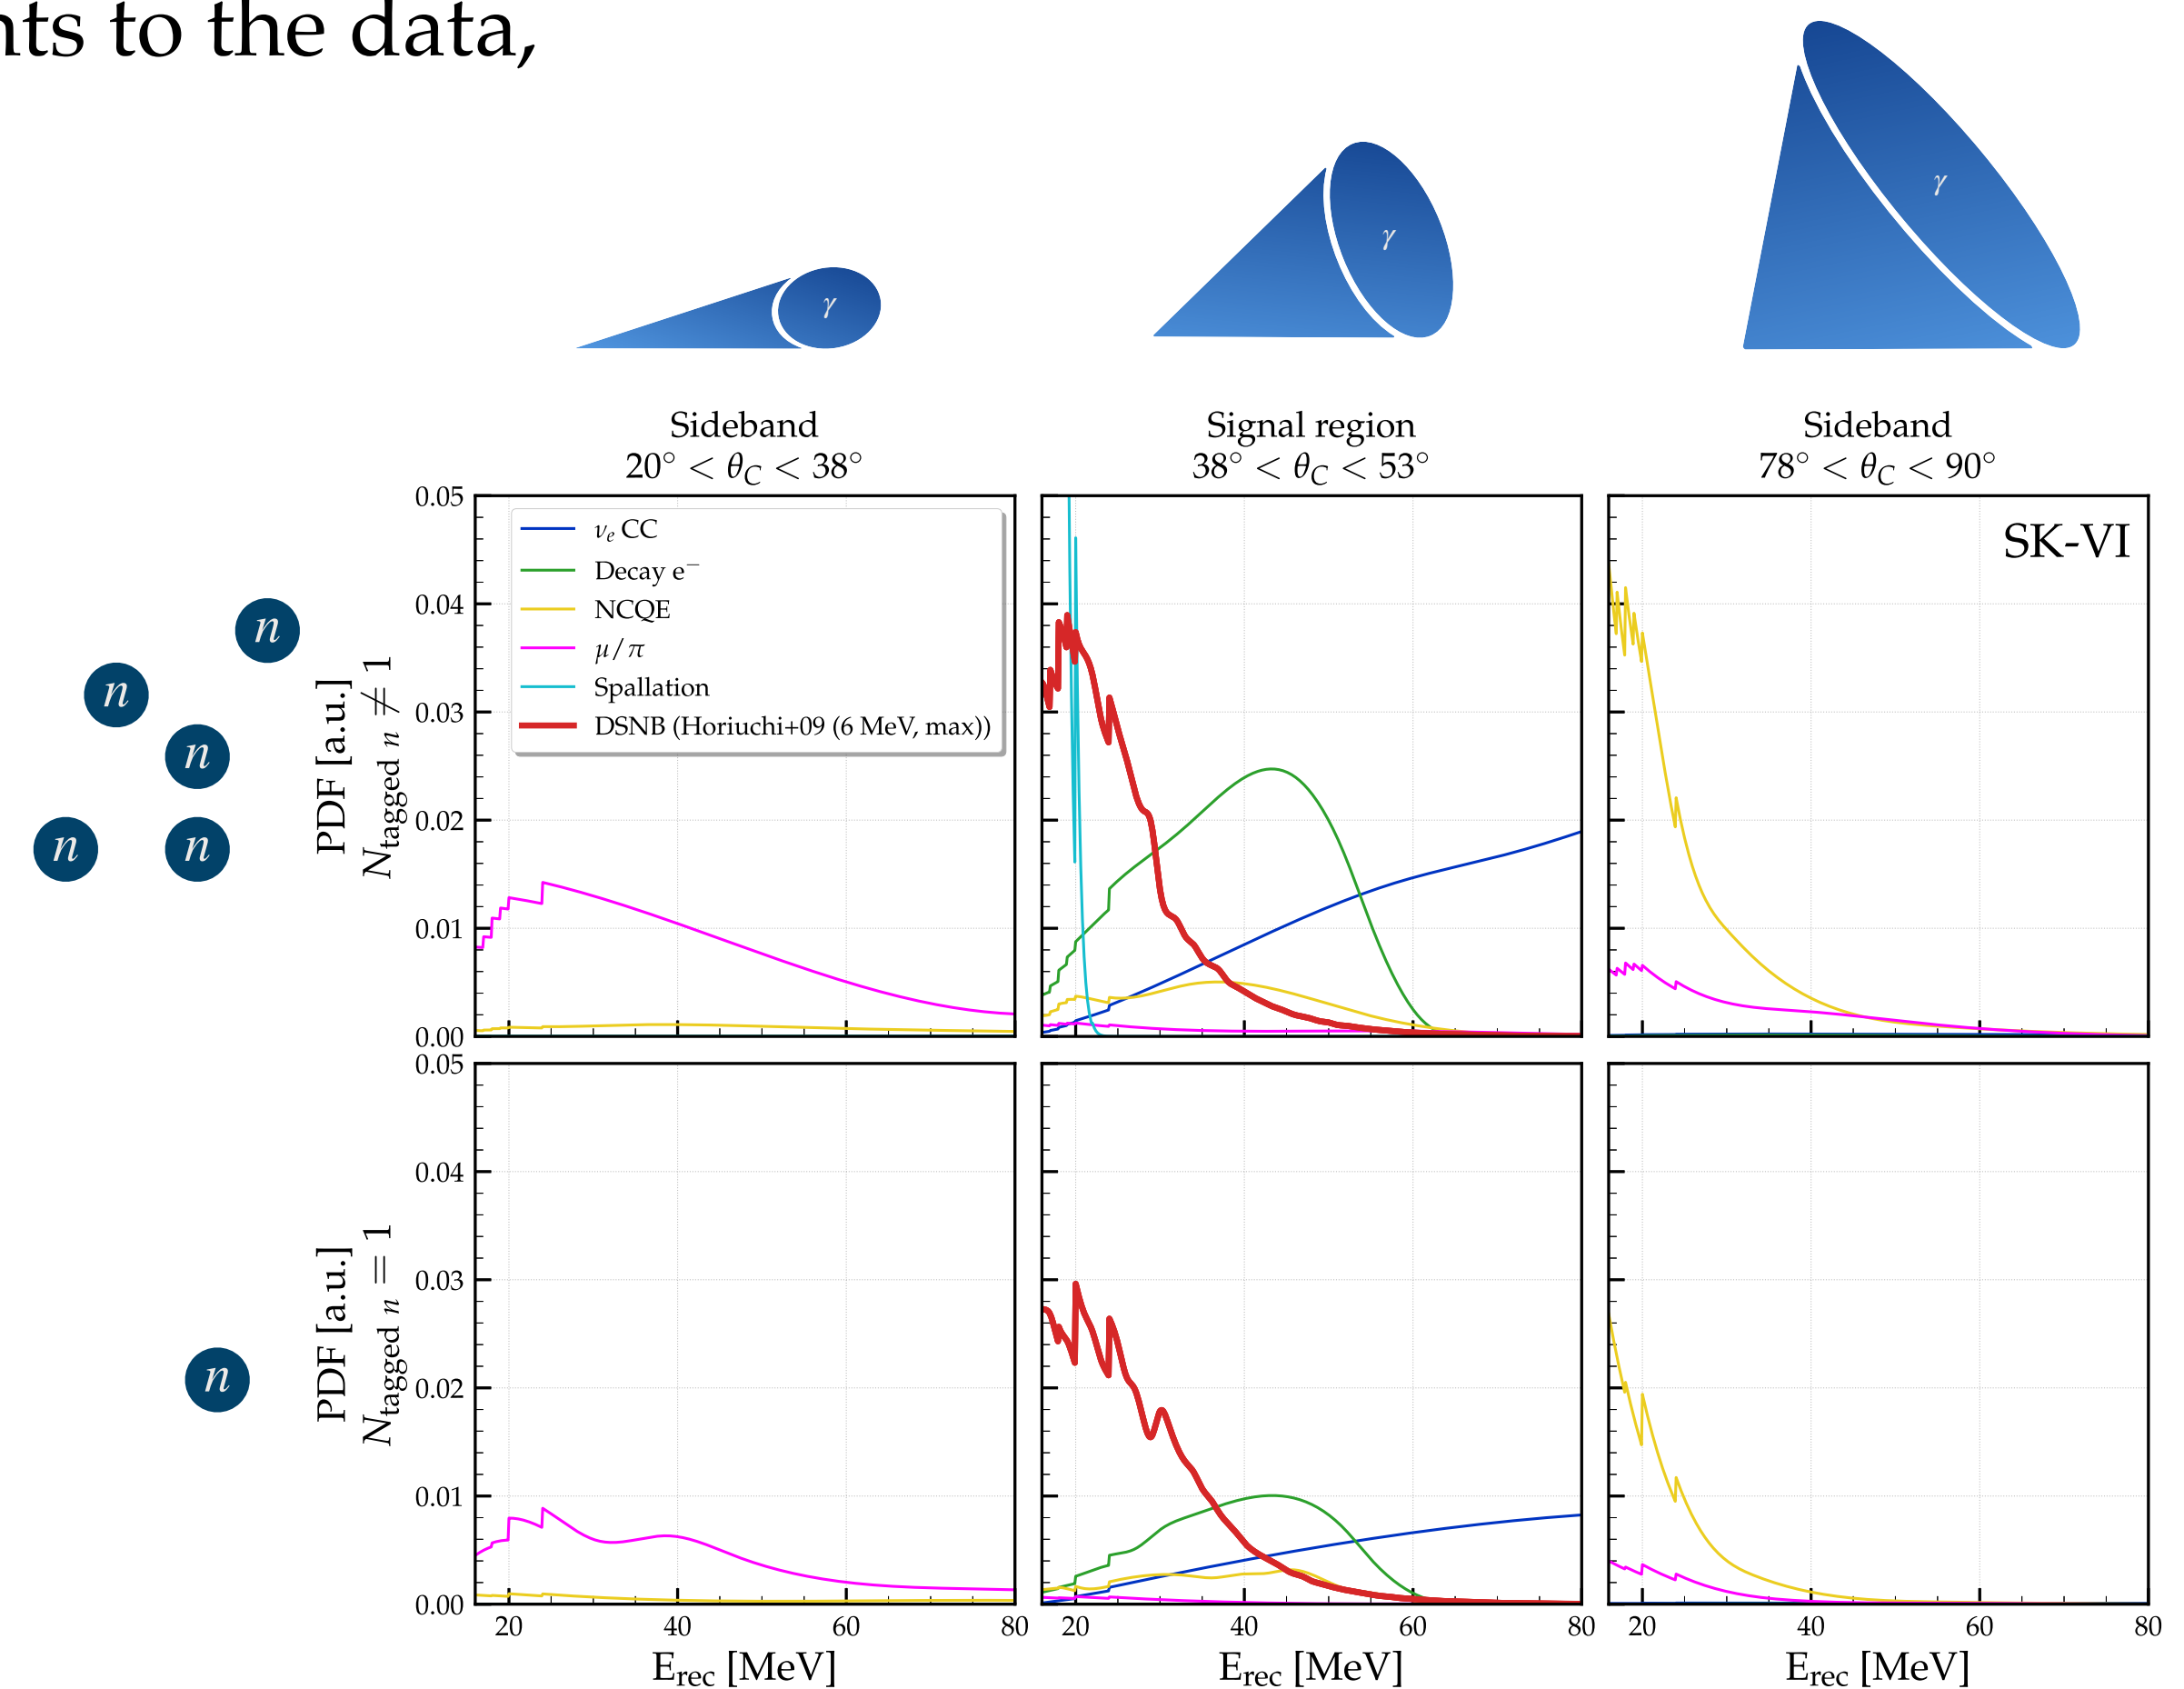 nts to the data,
γ
γ
γ
Sideband
20° < θ_C < 38°
Signal region
38° < θ_C < 53°
Sideband
78° < θ_C < 90°
0.05
0.04
0.03
0.02
0.01
0.00
PDF [a.u.]
N_tagged n ≠ 1
ν_e CC
Decay e⁻
NCQE
μ/π
Spallation
DSNB (Horiuchi+09 (6 MeV, max))
SK-VI
n
n
n
n
n
0.05
0.04
0.03
0.02
0.01
0.00
PDF [a.u.]
N_tagged n = 1
n
20 40 60 80
20 40 60 80
20 40 60 80
E_rec [MeV]
E_rec [MeV]
E_rec [MeV]